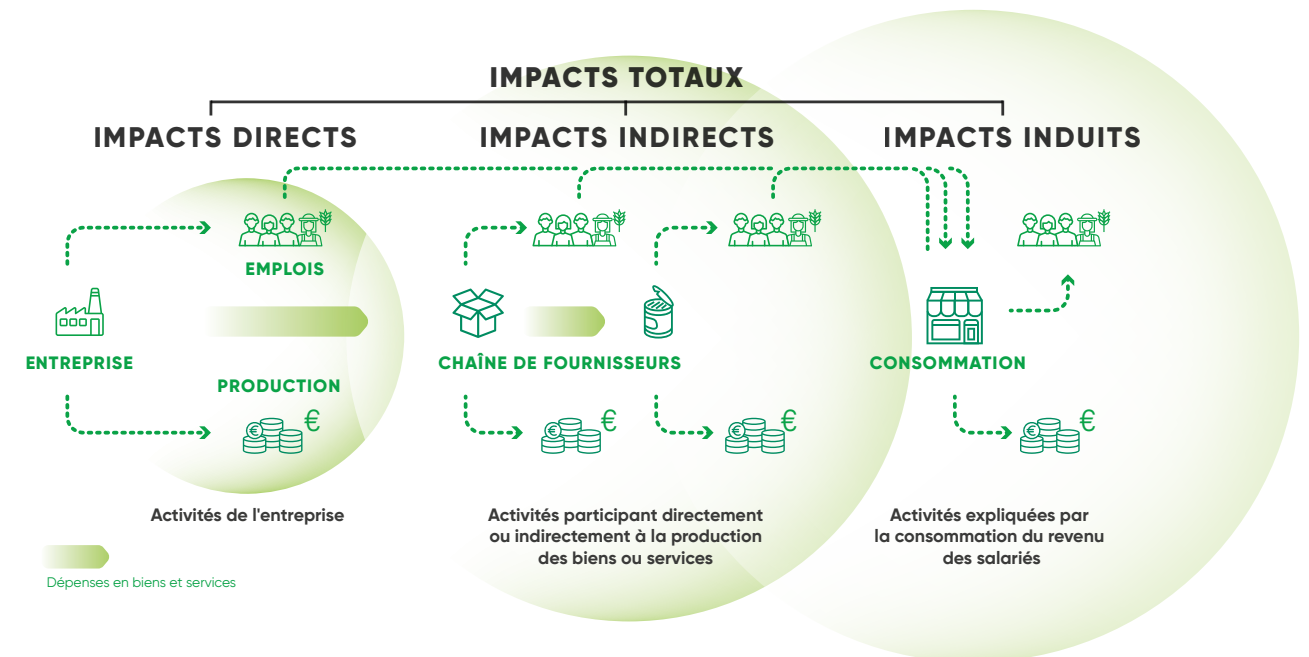 IMPACTS TOTAUX
IMPACTS DIRECTS
IMPACTS INDIRECTS
IMPACTS INDUITS
EMPLOIS
ENTREPRISE
PRODUCTION
€
€
CHAÎNE DE FOURNISSEURS
€
€
€
€
CONSOMMATION
€
€
Activités de l'entreprise
Activités participant directement
ou indirectement à la production
des biens ou services
Activités expliquées par
la consommation du revenu
des salariés
Dépenses en biens et services